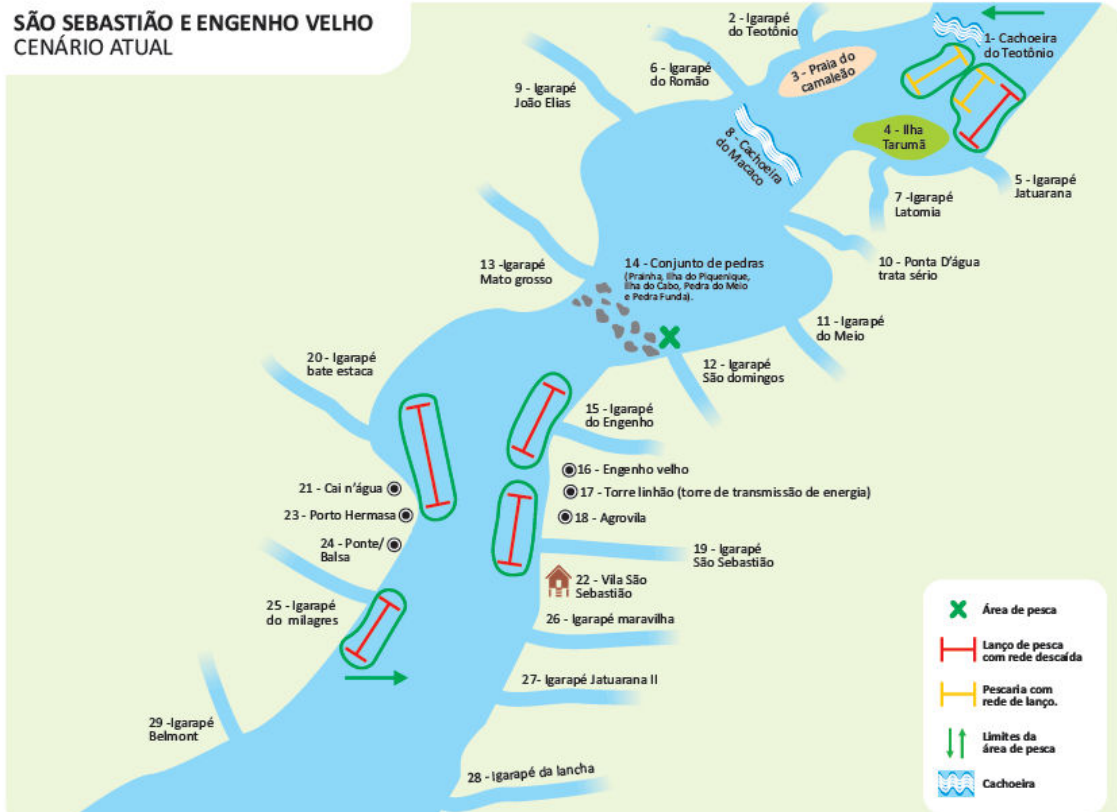 SÃO SEBASTIÃO E ENGENHO VELHO
CENÁRIO ATUAL
2 - Igarapé
do Teotônio
1- Cachoeira
do Teotônio
3 - Praia do
camaleão
6 - Igarapé
do Romão
9 - Igarapé
João Elias
8 - Cachoeira
do Macaco
4 - Ilha
Tarumã
5 - Igarapé
Jatuarana
7 -Igarapé
Latomia
10 - Ponta D'água
trata sério
13 -Igarapé
Mato grosso
14 - Conjunto de pedras
(Prainha, Ilha do Piquenique,
Ilha do Cabo, Pedra do Meio
e Pedra Funda).
11 - Igarapé
do Meio
12 - Igarapé
São domingos
20 - Igarapé
bate estaca
15 - Igarapé
do Engenho
16 - Engenho velho
17 - Torre linhão (torre de transmissão de energia)
18 - Agrovila
21 - Cai n'água
23 - Porto Hermasa
24 - Ponte/
Balsa
19 - Igarapé
São Sebastião
22 - Vila São
Sebastião
25 - Igarapé
do milagres
26 - Igarapé maravilha
27- Igarapé Jatuarana II
29 -Igarapé
Belmont
28 - Igarapé da lancha
Área de pesca
Lanço de pesca
com rede descaída
Pescaria com
rede de lanço.
Limites da
área de pesca
Cachoeira